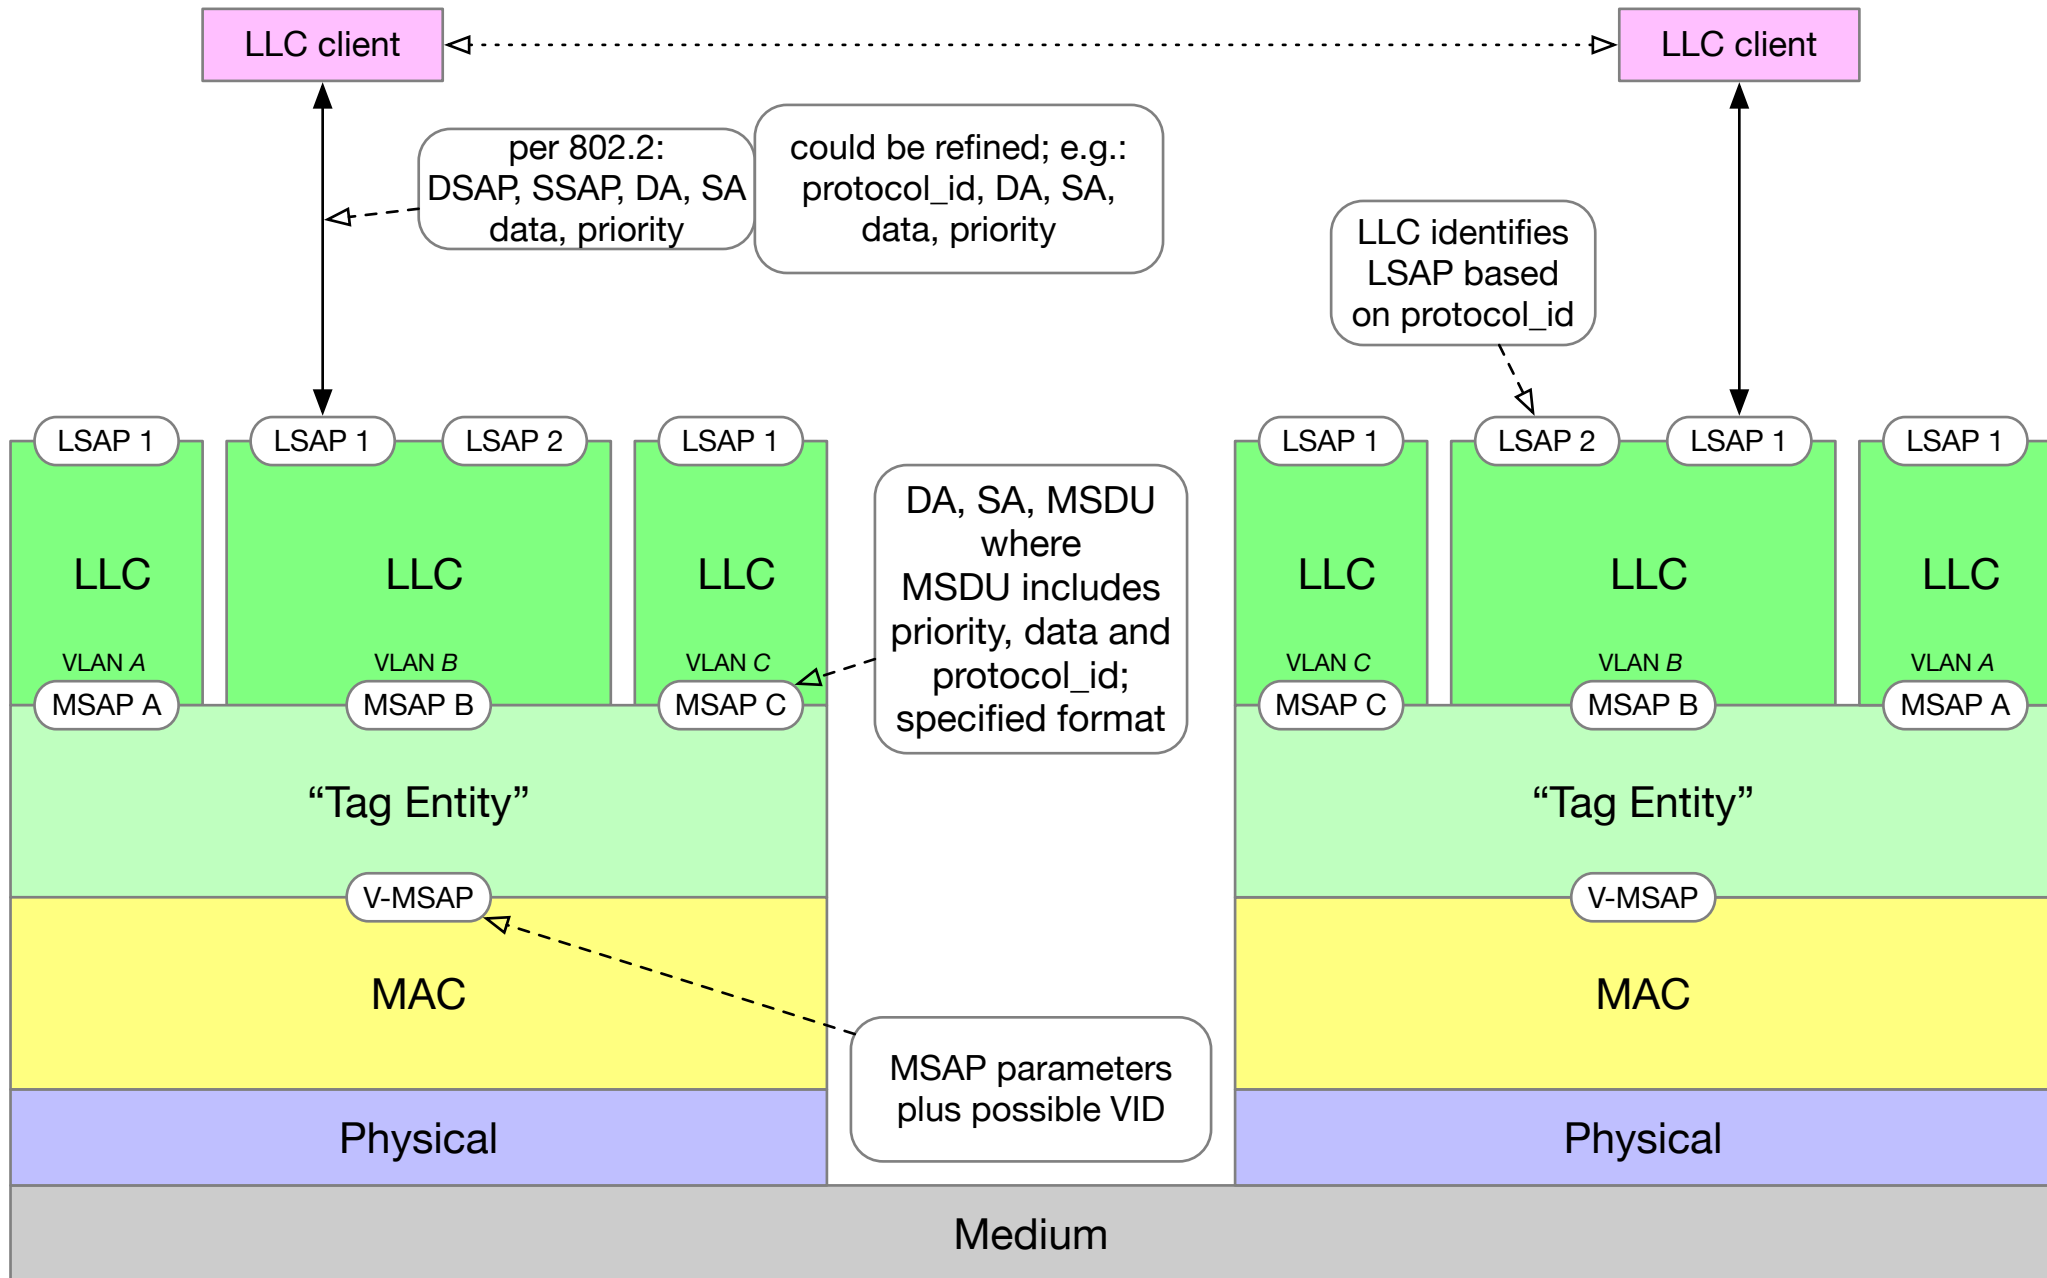 LLC client
LLC client
per 802.2:
DSAP, SSAP, DA, SA
data, priority
could be refined; e.g.:
protocol_id, DA, SA,
data, priority
LLC identifies
LSAP based
on protocol_id
LSAP 1
LSAP 1
LSAP 2
LSAP 1
LSAP 1
LSAP 2
LSAP 1
LSAP 1
DA, SA, MSDU
where
MSDU includes
priority, data and
protocol_id;
specified format
LLC
LLC
LLC
LLC
LLC
LLC
VLAN A
VLAN B
VLAN C
VLAN C
VLAN B
VLAN A
MSAP A
MSAP B
MSAP C
MSAP C
MSAP B
MSAP A
“Tag Entity”
“Tag Entity”
V-MSAP
V-MSAP
MAC
MAC
MSAP parameters
plus possible VID
Physical
Physical
Medium